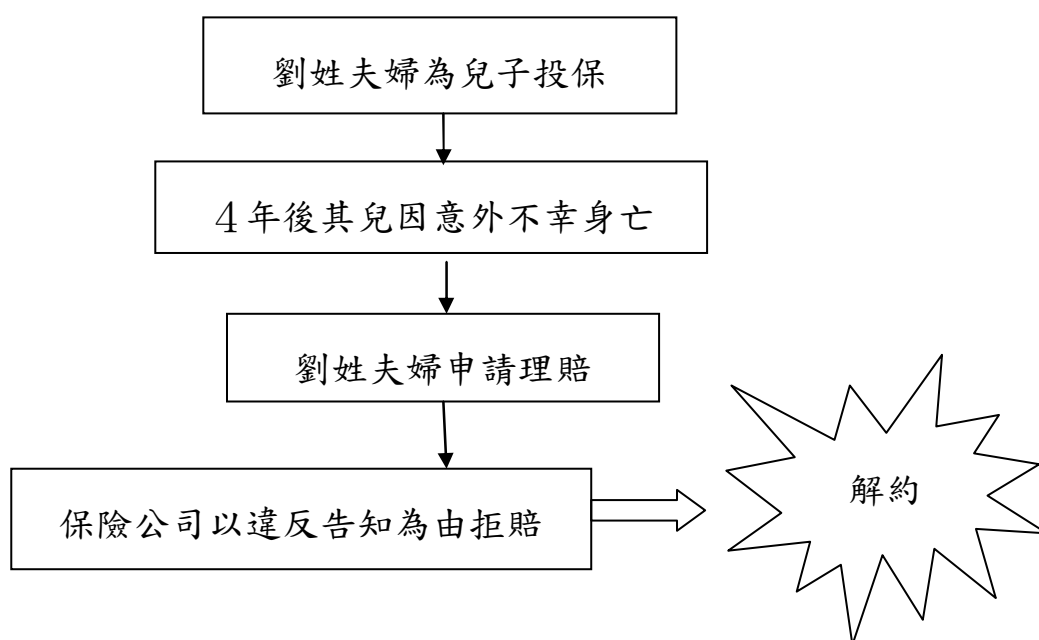 劉姓夫婦為兒子投保
4年後其兒因意外不幸身亡
劉姓夫婦申請理賠
保險公司以違反告知為由拒賠
解約